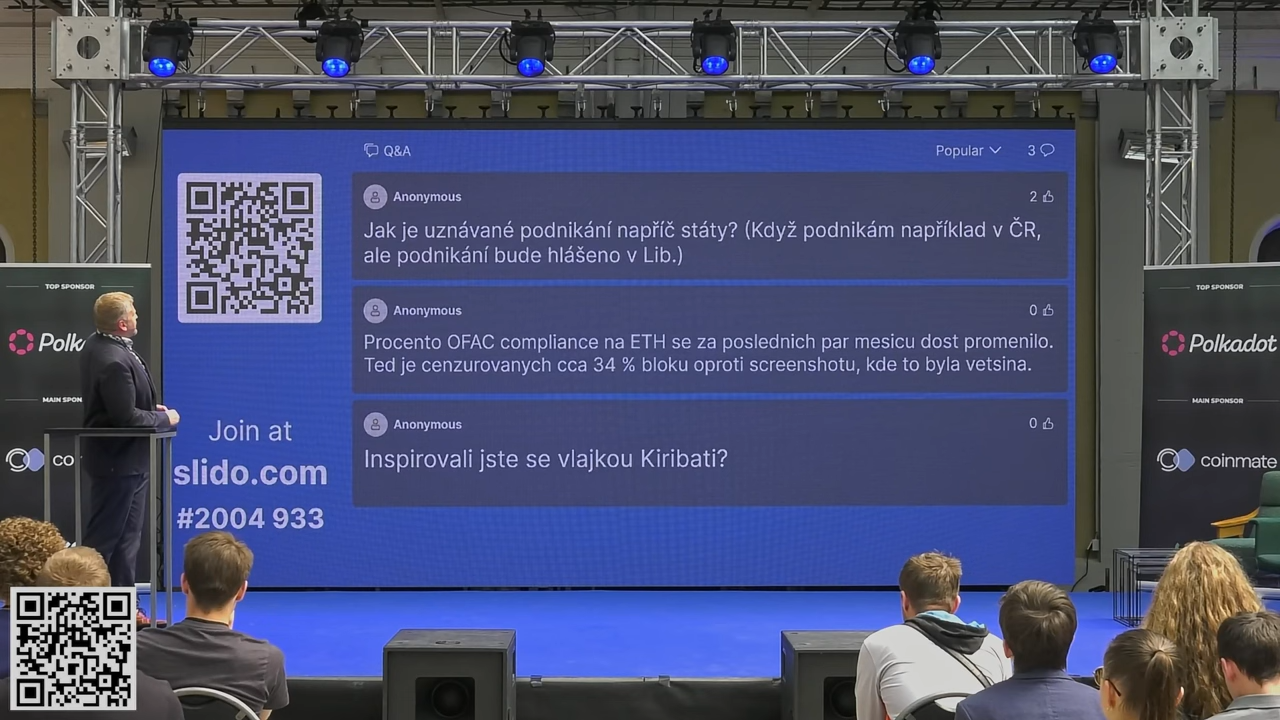 Q&A
Popular
3
Anonymous
2
Jak je uznávané podnikání napříč státy? (Když podnikám například v ČR,
ale podnikání bude hlášeno v Lib.)
Anonymous
0
Procento OFAC compliance na ETH se za poslednich par mesicu dost promenilo.
Ted je cenzurovanych cca 34 % bloku oproti screenshotu, kde to byla vetsina.
Anonymous
0
Inspirovali jste se vlajkou Kiribati?
Join at
slido.com
#2004 933
TOP SPONSOR
Polk
MAIN SPON
co
TOP SPONSOR
Polkadot
MAIN SPONSOR
coinmate